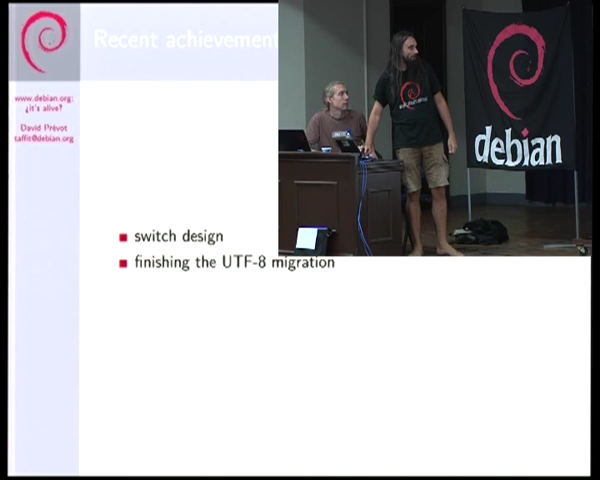 Recent achievement
www.debian.org:
¿it's alive?
David Prévot
taffit@debian.org
switch design
finishing the UTF-8 migration
debian